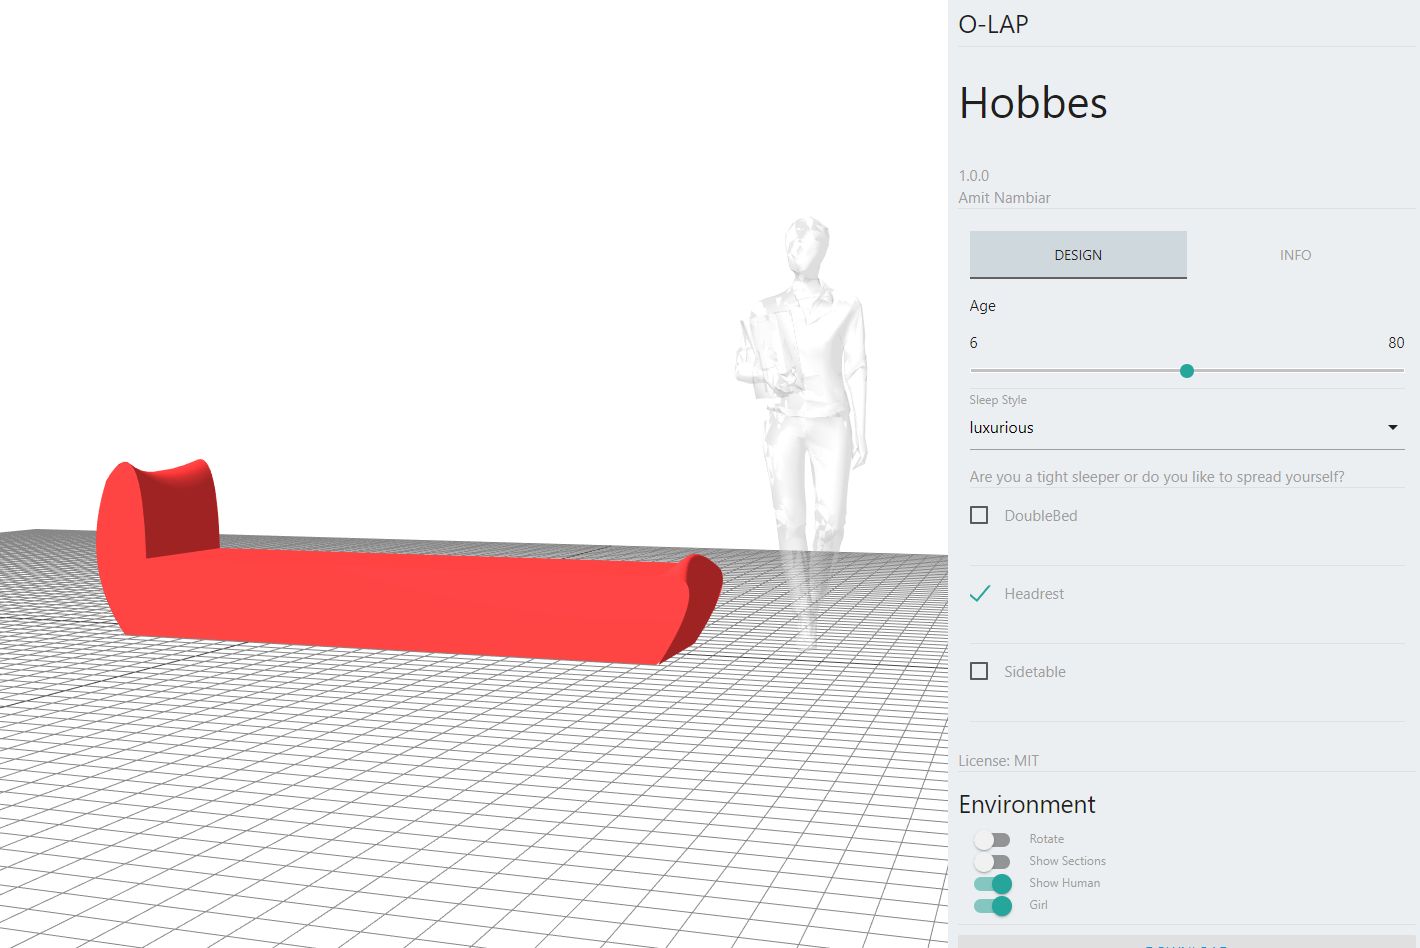 O-LAP
Hobbes
1.0.0
Amit Nambiar
DESIGN INFO
Age
6 80
Sleep Style
luxurious
Are you a tight sleeper or do you like to spread yourself?
DoubleBed
Headrest
Sidetable
License: MIT
Environment
Rotate
Show Sections
Show Human
Girl